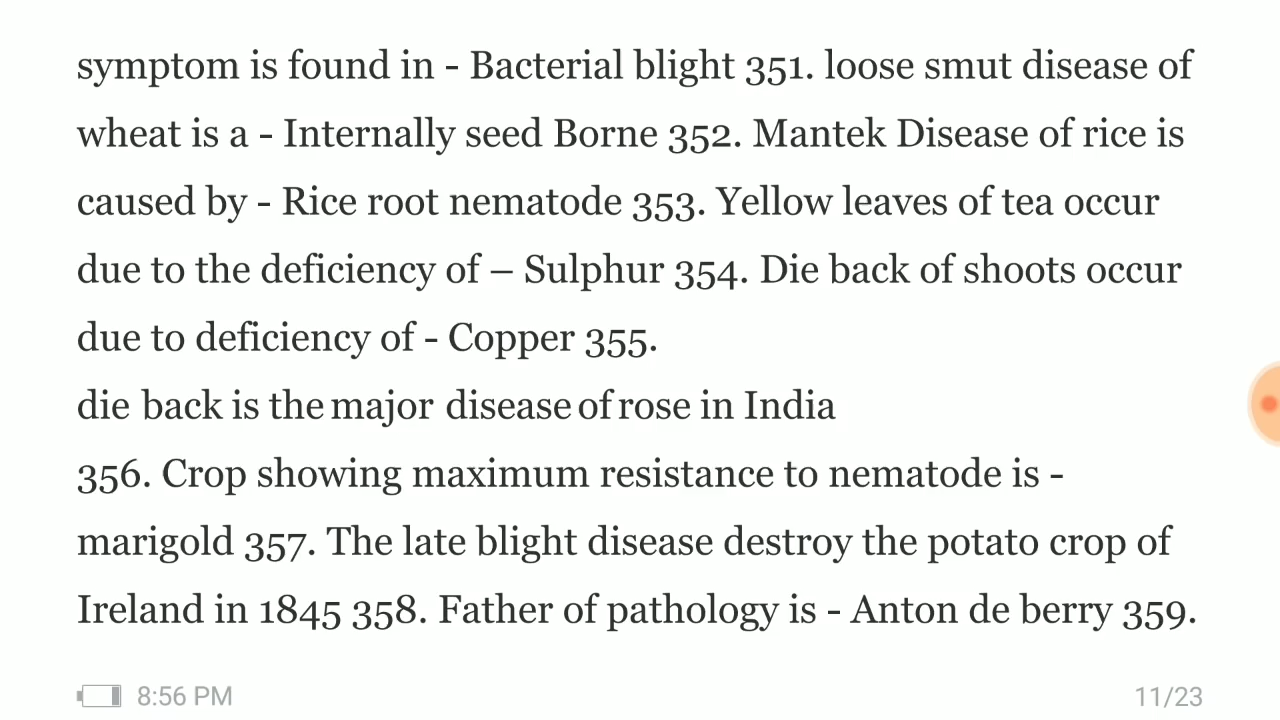 symptom is found in - Bacterial blight 351. loose smut disease of
wheat is a - Internally seed Borne 352. Mantek Disease of rice is
caused by - Rice root nematode 353. Yellow leaves of tea occur
due to the deficiency of – Sulphur 354. Die back of shoots occur
due to deficiency of - Copper 355.
die back is the major disease of rose in India
356. Crop showing maximum resistance to nematode is -
marigold 357. The late blight disease destroy the potato crop of
Ireland in 1845 358. Father of pathology is - Anton de berry 359.
8:56 PM 11/23